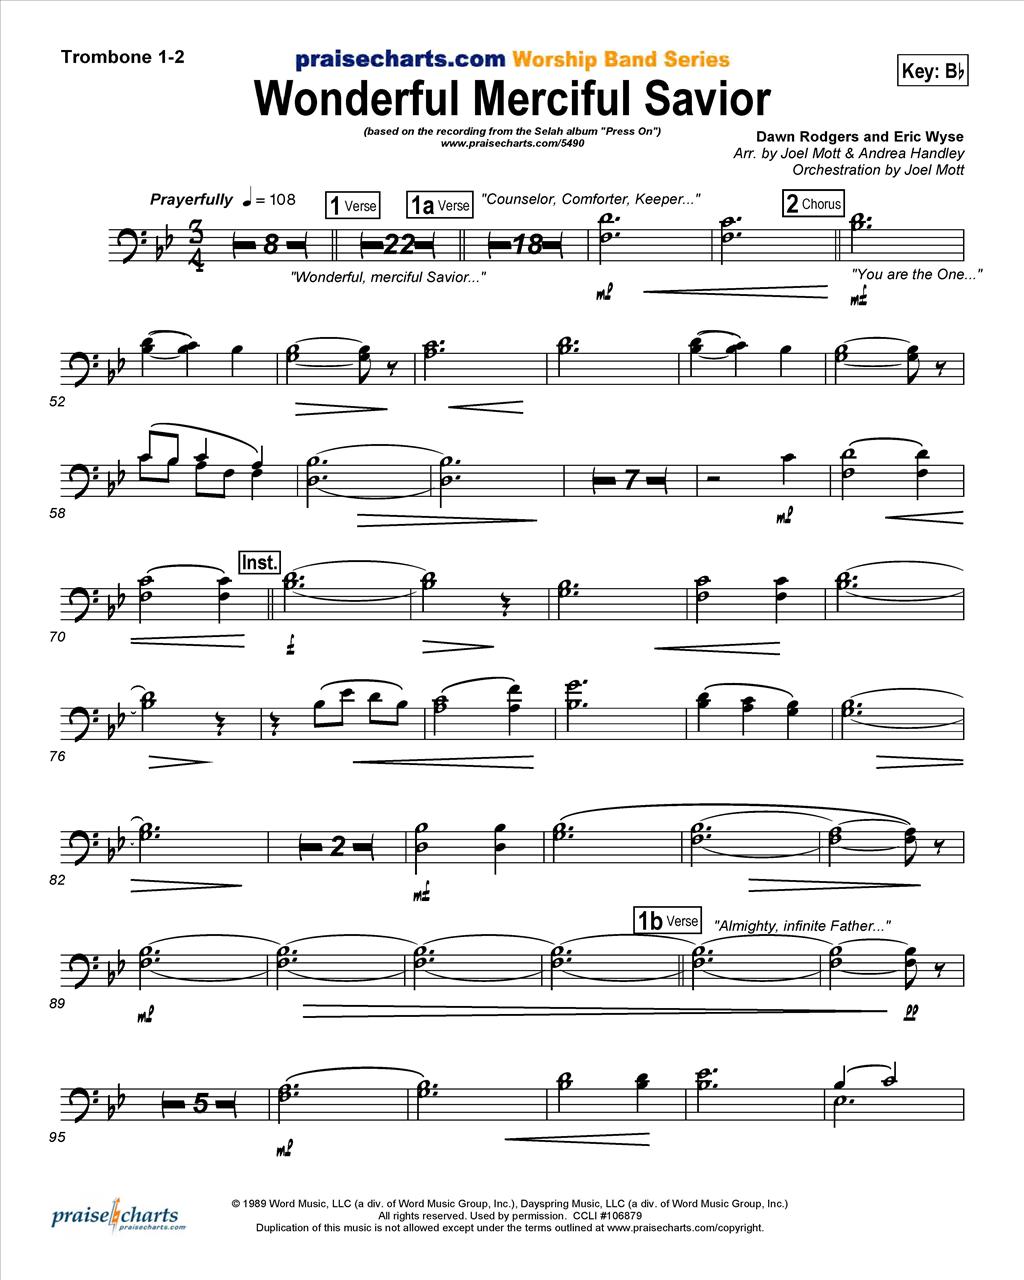 Trombone 1-2
praisecharts.com Worship Band Series
Key: B♭
Wonderful Merciful Savior
(based on the recording from the Selah album "Press On")
www.praisecharts.com/5490
Dawn Rodgers and Eric Wyse
Arr. by Joel Mott & Andrea Handley
Orchestration by Joel Mott
Prayerfully ♩ = 108
1 Verse
1a Verse
"Counselor, Comforter, Keeper..."
2 Chorus
3
4
8
22
18
"Wonderful, merciful Savior..."
"You are the One..."
mp
mf
52
7
58
mp
Inst.
70
f
76
2
82
mf
1b Verse
"Almighty, infinite Father..."
89
mp
pp
5
95
mp
praisecharts
praisecharts.com
© 1989 Word Music, LLC (a div. of Word Music Group, Inc.), Dayspring Music, LLC (a div. of Word Music Group, Inc.)
All rights reserved. Used by permission. CCLI #106879
Duplication of this music is not allowed except under the terms outlined at www.praisecharts.com/copyright.